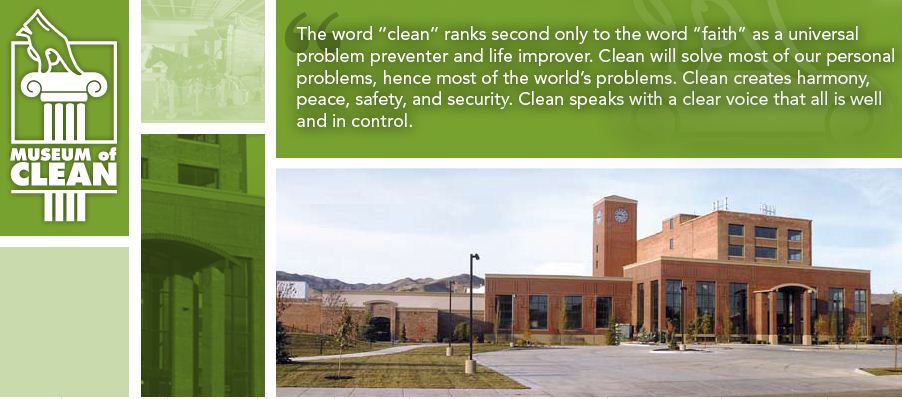 MUSEUM of
CLEAN
The word “clean” ranks second only to the word “faith” as a universal
problem preventer and life improver. Clean will solve most of our personal
problems, hence most of the world’s problems. Clean creates harmony,
peace, safety, and security. Clean speaks with a clear voice that all is well
and in control.